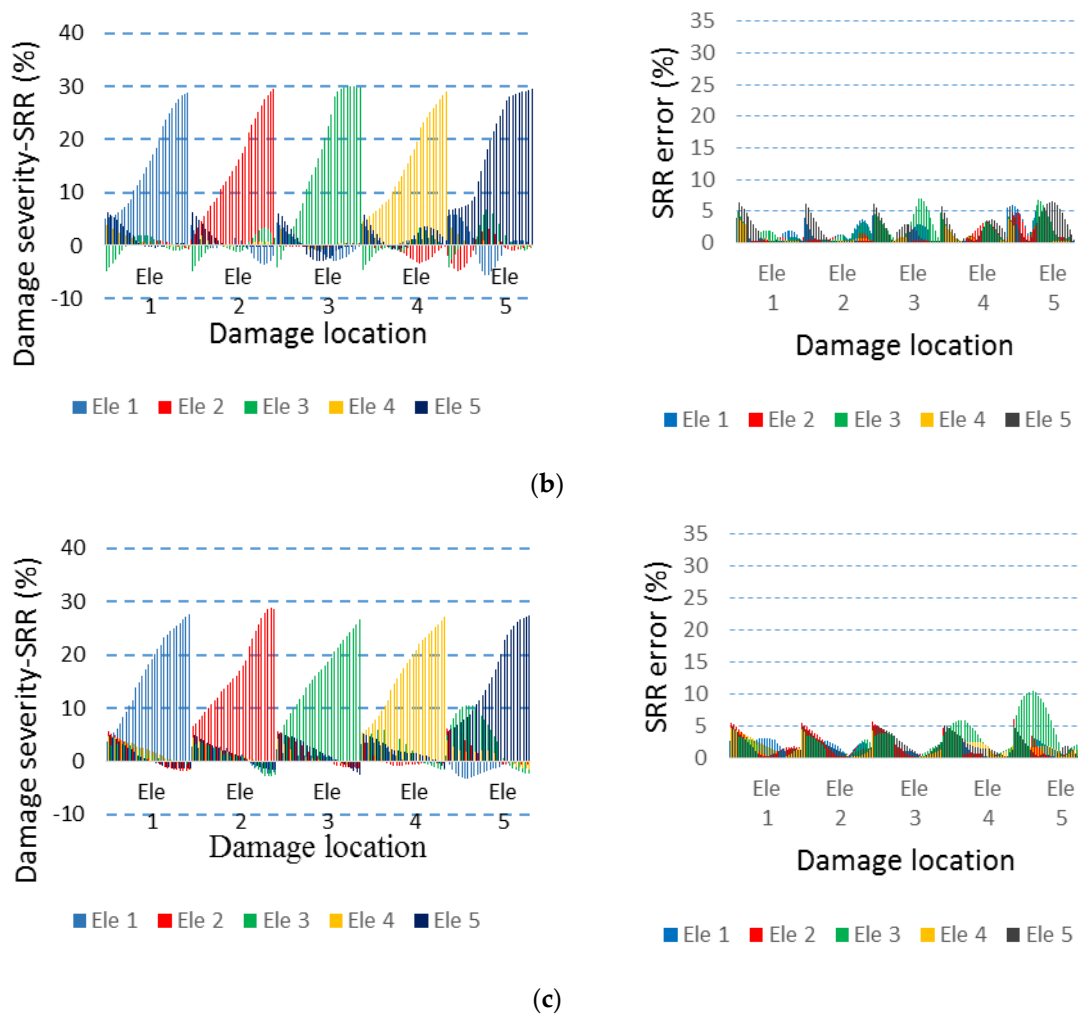 Damage severity-SRR (%)
40
30
20
10
0
-10
Ele 1
Ele 2
Ele 3
Ele 4
Ele 5
Damage location
Ele 1 Ele 2 Ele 3 Ele 4 Ele 5
SRR error (%)
35
30
25
20
15
10
5
0
Ele 1
Ele 2
Ele 3
Ele 4
Ele 5
Damage location
Ele 1 Ele 2 Ele 3 Ele 4 Ele 5
(b)
Damage severity-SRR (%)
40
30
20
10
0
-10
Ele 1
Ele 2
Ele 3
Ele 4
Ele 5
Damage location
Ele 1 Ele 2 Ele 3 Ele 4 Ele 5
SRR error (%)
35
30
25
20
15
10
5
0
Ele 1
Ele 2
Ele 3
Ele 4
Ele 5
Damage location
Ele 1 Ele 2 Ele 3 Ele 4 Ele 5
(c)